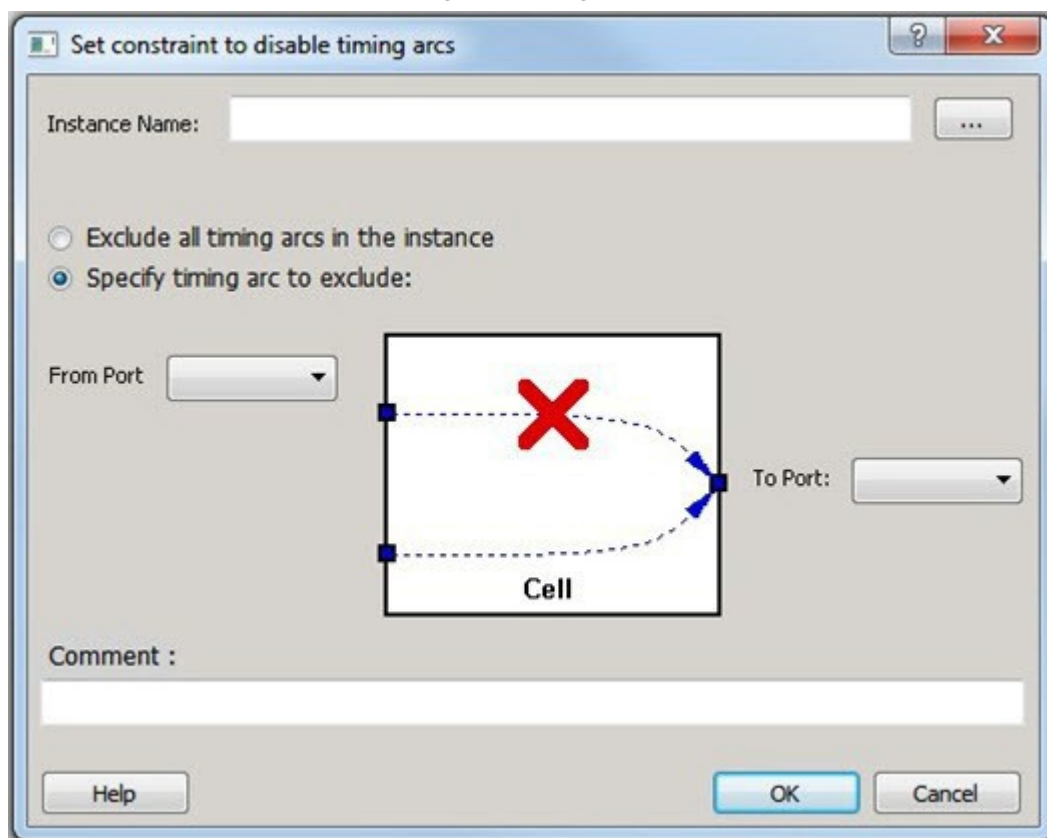 Set constraint to disable timing arcs
Instance Name:
...
Exclude all timing arcs in the instance
Specify timing arc to exclude:
From Port
To Port:
Cell
Comment :
Help
OK
Cancel